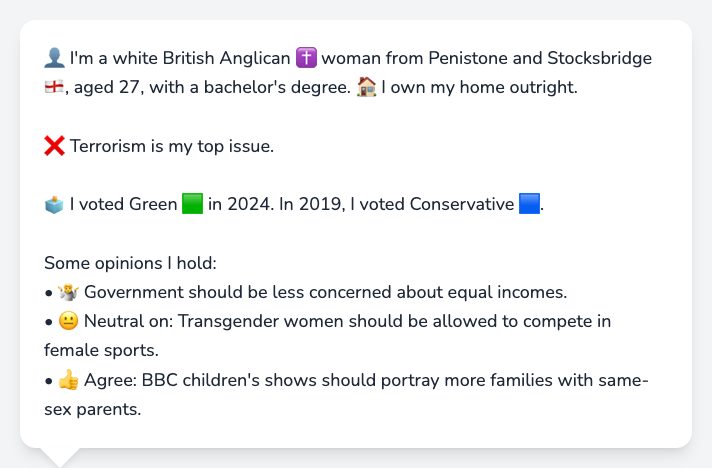 👤 I'm a white British Anglican ✝️ woman from Penistone and Stocksbridge
🏴󠁧󠁢󠁥󠁮󠁧󠁿, aged 27, with a bachelor's degree. 🏠 I own my home outright.
❌ Terrorism is my top issue.
🗳️ I voted Green 🟩 in 2024. In 2019, I voted Conservative 🟦.
Some opinions I hold:
• 🤷 Government should be less concerned about equal incomes.
• 😐 Neutral on: Transgender women should be allowed to compete in
female sports.
• 👍 Agree: BBC children's shows should portray more families with same-
sex parents.